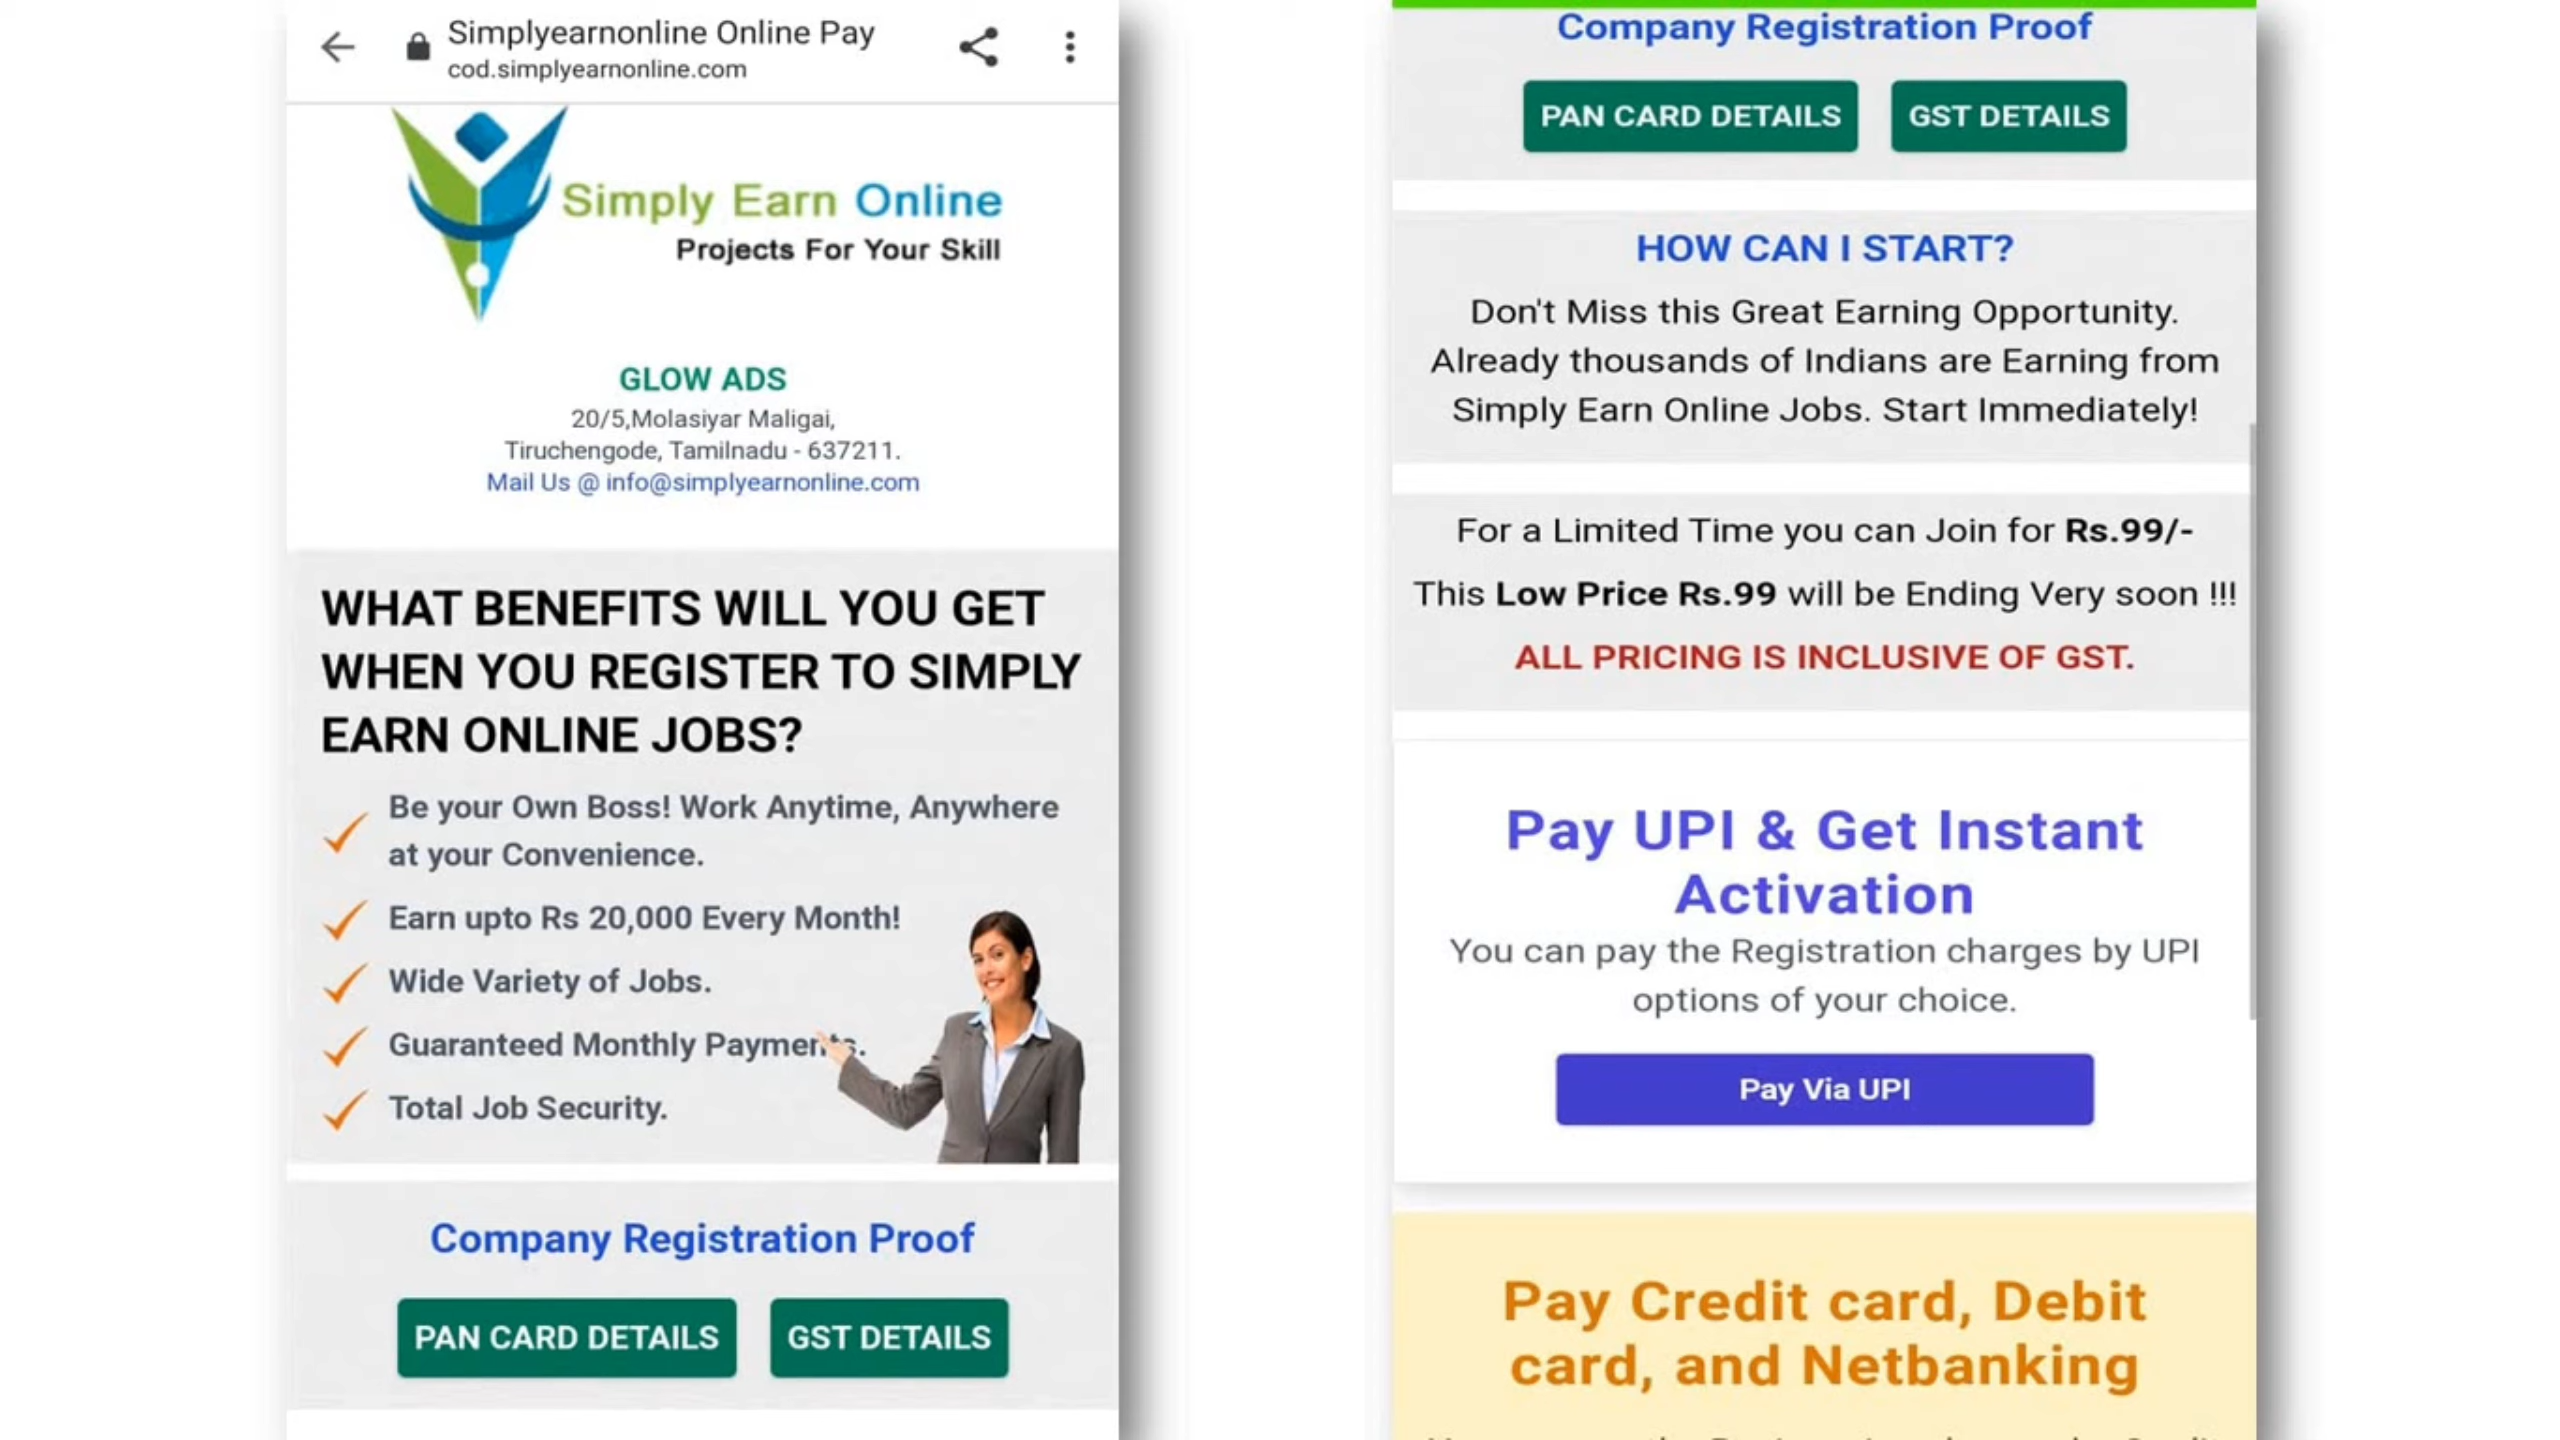 Simplyearnonline Online Pay
cod.simplyearnonline.com
Simply Earn Online
Projects For Your Skill
GLOW ADS
20/5,Molasiyar Maligai,
Tiruchengode, Tamilnadu - 637211.
Mail Us @ info@simplyearnonline.com
WHAT BENEFITS WILL YOU GET
WHEN YOU REGISTER TO SIMPLY
EARN ONLINE JOBS?
Be your Own Boss! Work Anytime, Anywhere
at your Convenience.
Earn upto Rs 20,000 Every Month!
Wide Variety of Jobs.
Guaranteed Monthly Payments.
Total Job Security.
Company Registration Proof
PAN CARD DETAILS
GST DETAILS
Company Registration Proof
PAN CARD DETAILS
GST DETAILS
HOW CAN I START?
Don't Miss this Great Earning Opportunity.
Already thousands of Indians are Earning from
Simply Earn Online Jobs. Start Immediately!
For a Limited Time you can Join for Rs.99/-
This Low Price Rs.99 will be Ending Very soon !!!
ALL PRICING IS INCLUSIVE OF GST.
Pay UPI & Get Instant
Activation
You can pay the Registration charges by UPI
options of your choice.
Pay Via UPI
Pay Credit card, Debit
card, and Netbanking